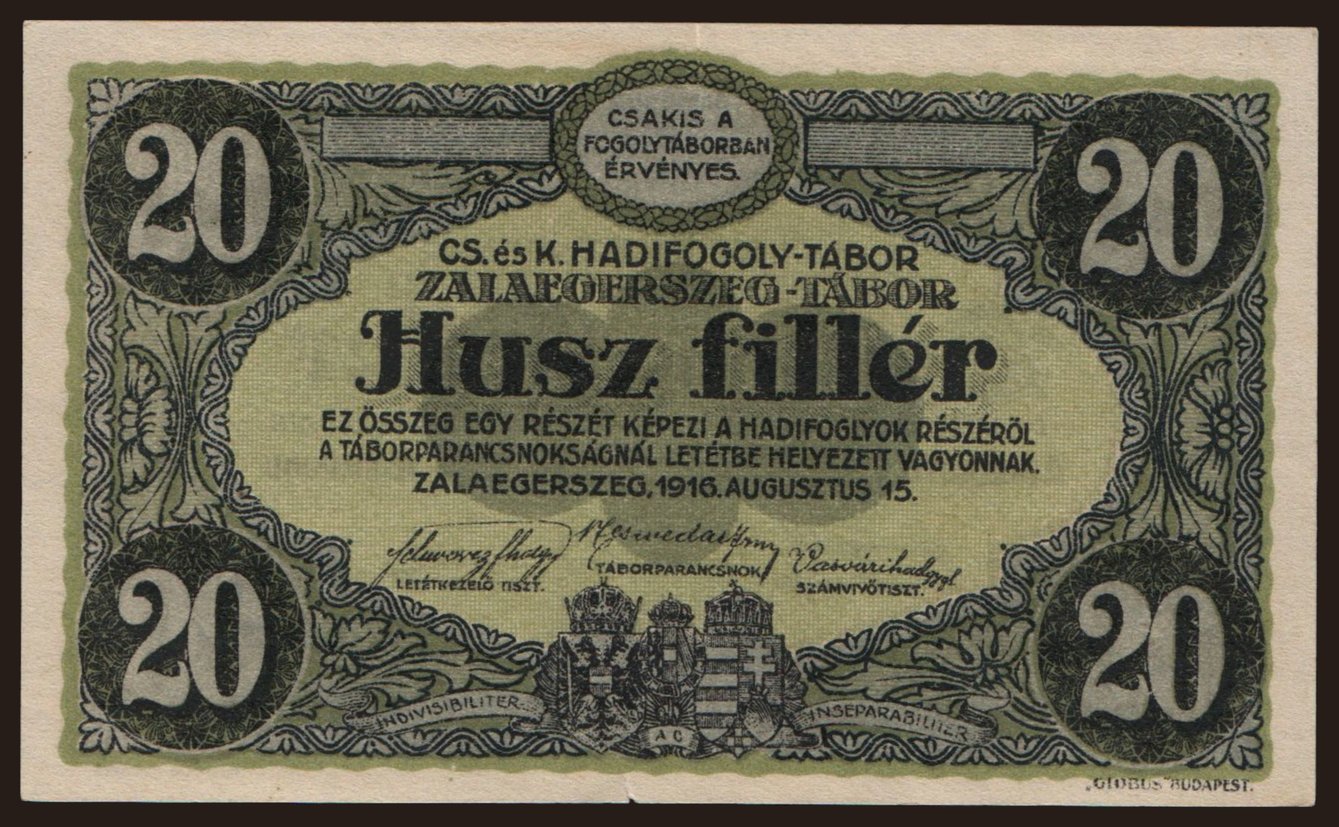 20
20
CSAKIS A
FOGOLYTÁBORBAN
ÉRVÉNYES.
CS. és K. HADIFOGOLY-TÁBOR
ZALAEGERSZEG-TÁBOR
Husz fillér
EZ ÖSSZEG EGY RÉSZÉT KÉPEZI A HADIFOGLYOK RÉSZÉRŐL
A TÁBORPARANCSNOKSÁGNÁL LETÉTBE HELYEZETT VAGYONNAK.
ZALAEGERSZEG, 1916. AUGUSZTUS 15.
LETÉTKEZELŐ TISZT.
TÁBORPARANCSNOK
SZÁMVIVŐTISZT.
20
20
INDIVISIBILITER
AC
INSEPARABILITER
„GLOBUS" BUDAPEST.